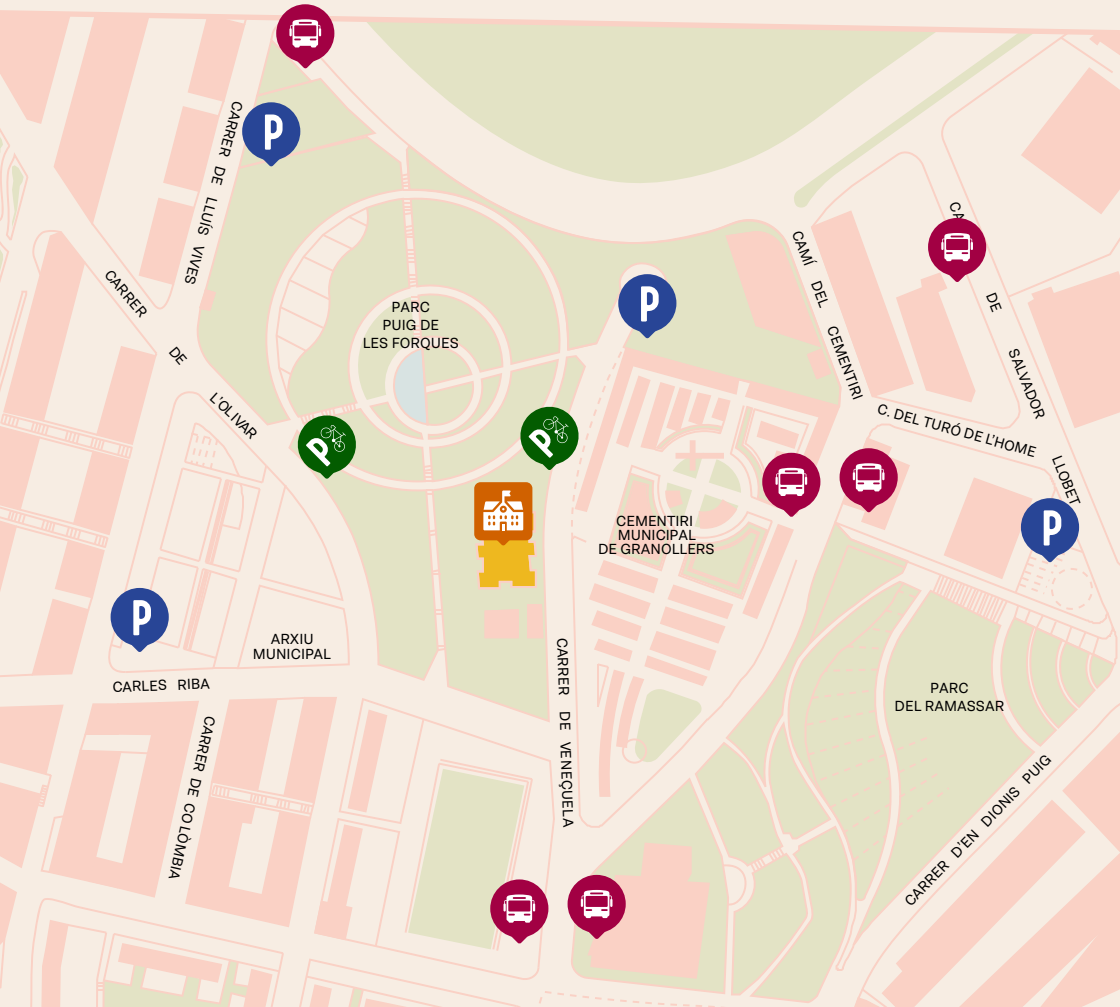 CARRER DE LLUÍS VIVES
CARRER DE L'OLIVAR
PARC
PUIG DE
LES FORQUES
CAMÍ DEL CEMENTIRI
CA
DE SALVADOR LLOBET
C. DEL TURÓ DE L'HOME
P
P
P
P
P
P
CEMENTIRI
MUNICIPAL
DE GRANOLLERS
ARXIU
MUNICIPAL
CARLES RIBA
CARRER DE COLÒMBIA
CARRER DE VENEÇUELA
PARC
DEL RAMASSAR
CARRER D'EN DIONIS PUIG